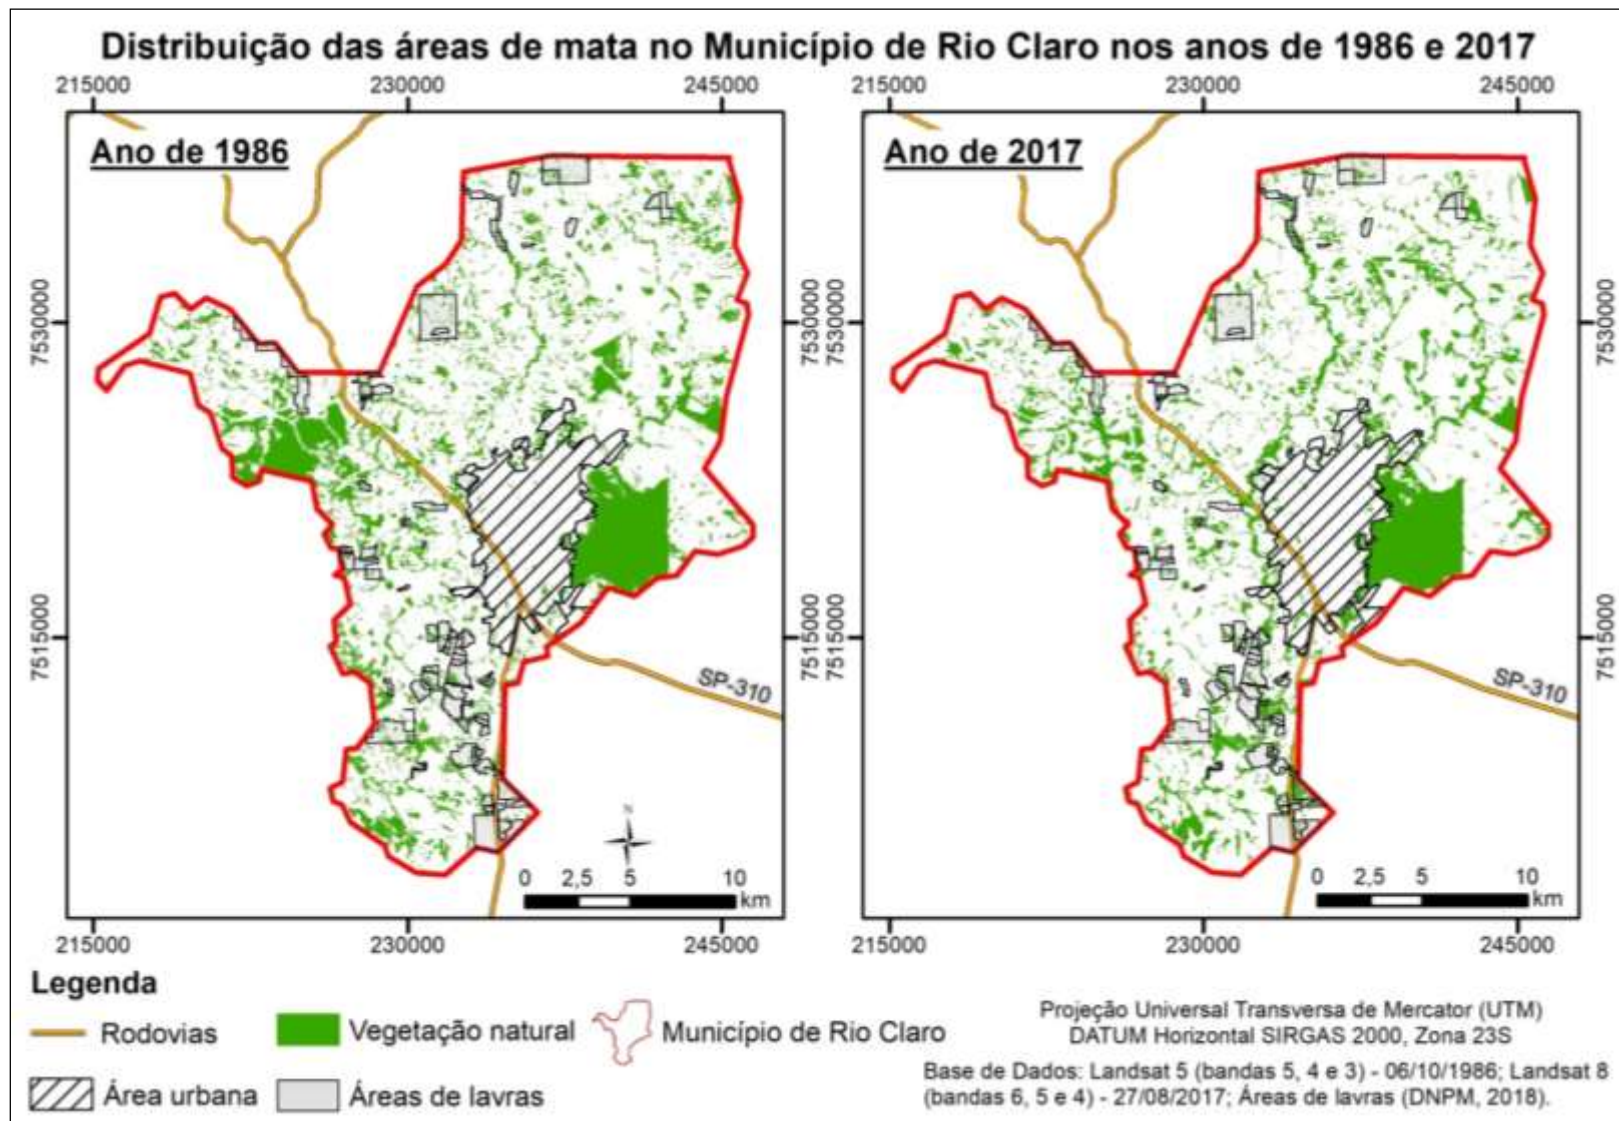 Distribuição das áreas de mata no Município de Rio Claro nos anos de 1986 e 2017
215000 230000 245000 215000 230000 245000
Ano de 1986
Ano de 2017
7530000 7530000 7530000 7530000
7515000 7515000 7515000 7515000
SP-310
SP-310
N
0 2,5 5 10
km
0 2,5 5 10
km
215000 230000 245000 215000 230000 245000
Legenda
Rodovias
Vegetação natural
Município de Rio Claro
Área urbana
Áreas de lavras
Projeção Universal Transversa de Mercator (UTM)
DATUM Horizontal SIRGAS 2000, Zona 23S
Base de Dados: Landsat 5 (bandas 5, 4 e 3) - 06/10/1986; Landsat 8
(bandas 6, 5 e 4) - 27/08/2017; Áreas de lavras (DNPM, 2018).